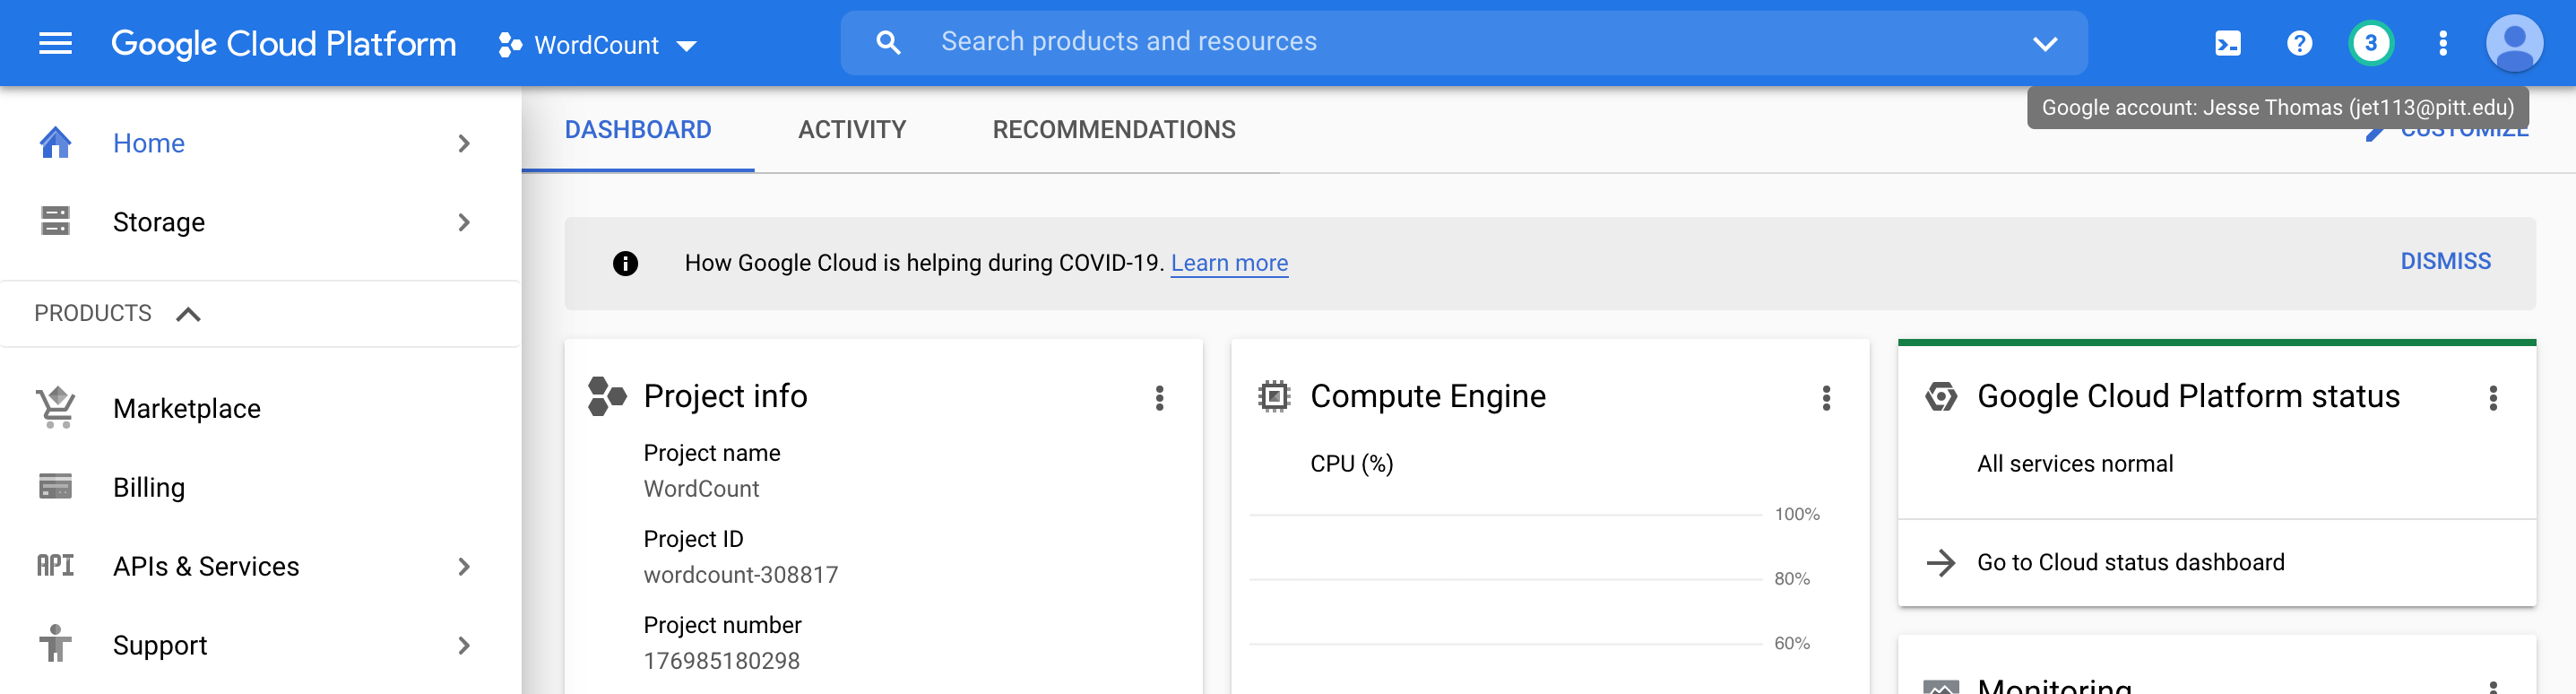 Google Cloud Platform
WordCount
Search products and resources
3
Google account: Jesse Thomas (jet113@pitt.edu)
Home
Storage
PRODUCTS
Marketplace
Billing
API
APIs & Services
Support
DASHBOARD
ACTIVITY
RECOMMENDATIONS
CUSTOMIZE
How Google Cloud is helping during COVID-19. Learn more
DISMISS
Project info
Project name
WordCount
Project ID
wordcount-308817
Project number
176985180298
Compute Engine
CPU (%)
100%
80%
60%
Google Cloud Platform status
All services normal
Go to Cloud status dashboard
Monitoring